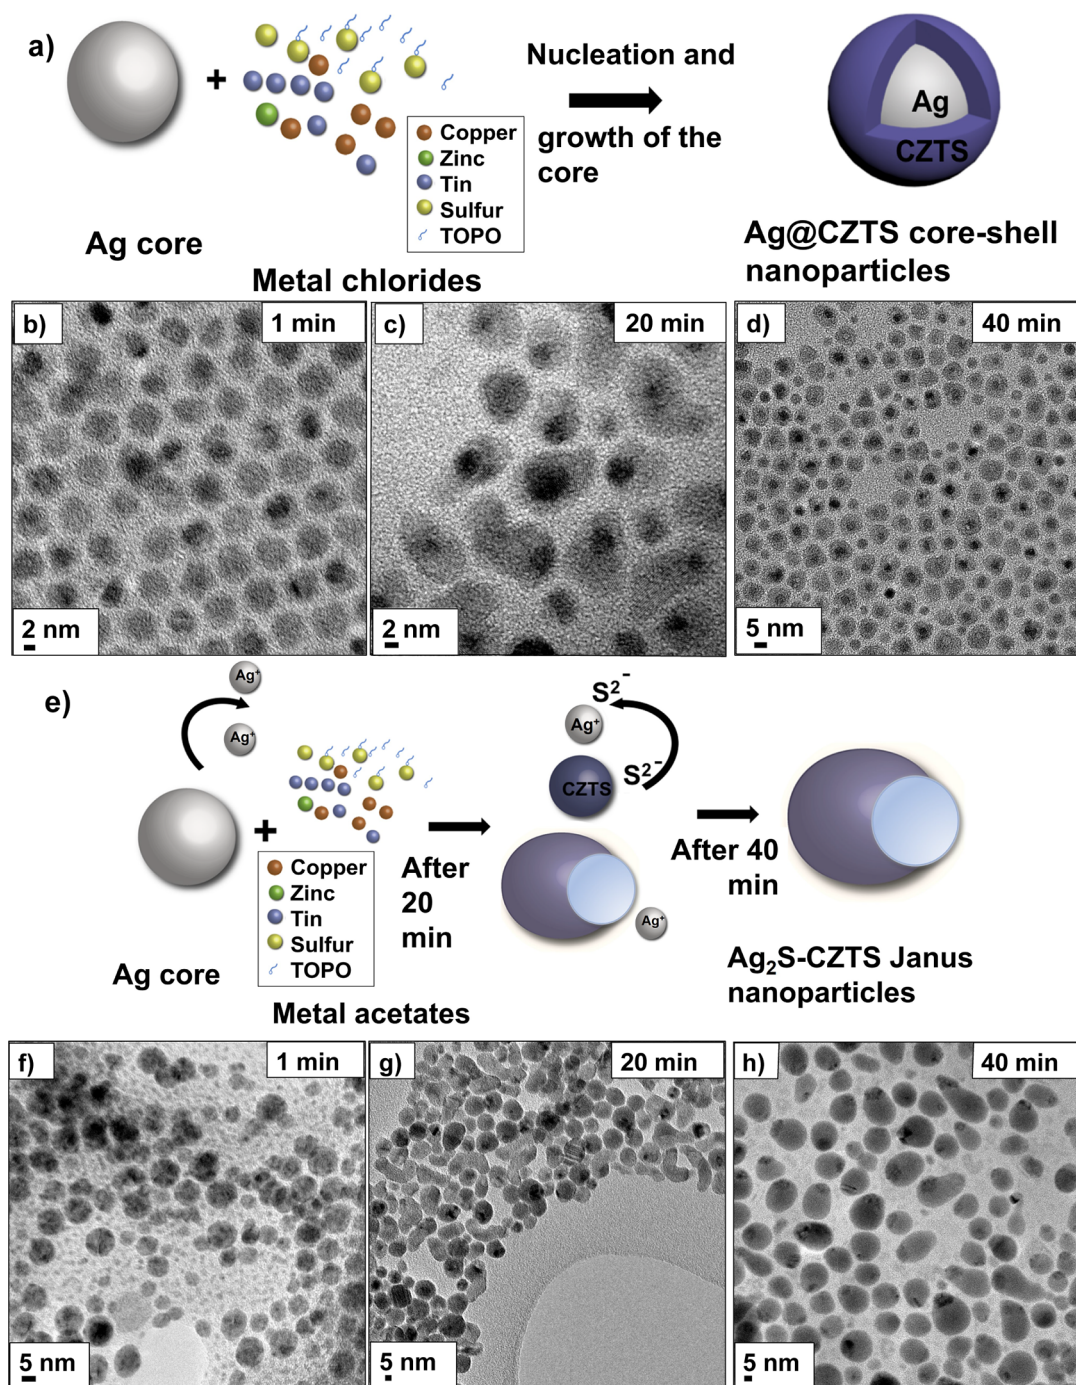 a)
+
Nucleation and
growth of the
core
Copper
Zinc
Tin
Sulfur
TOPO
Ag
CZTS
Ag core
Metal chlorides
Ag@CZTS core-shell
nanoparticles
b)
1 min
2 nm
c)
20 min
2 nm
d)
40 min
5 nm
e)
Ag⁺
Ag⁺
+
Copper
Zinc
Tin
Sulfur
TOPO
Ag core
Metal acetates
After
20
min
S²⁻
Ag⁺
CZTS
S²⁻
Ag⁺
After 40
min
Ag₂S-CZTS Janus
nanoparticles
f)
1 min
5 nm
g)
20 min
5 nm
h)
40 min
5 nm